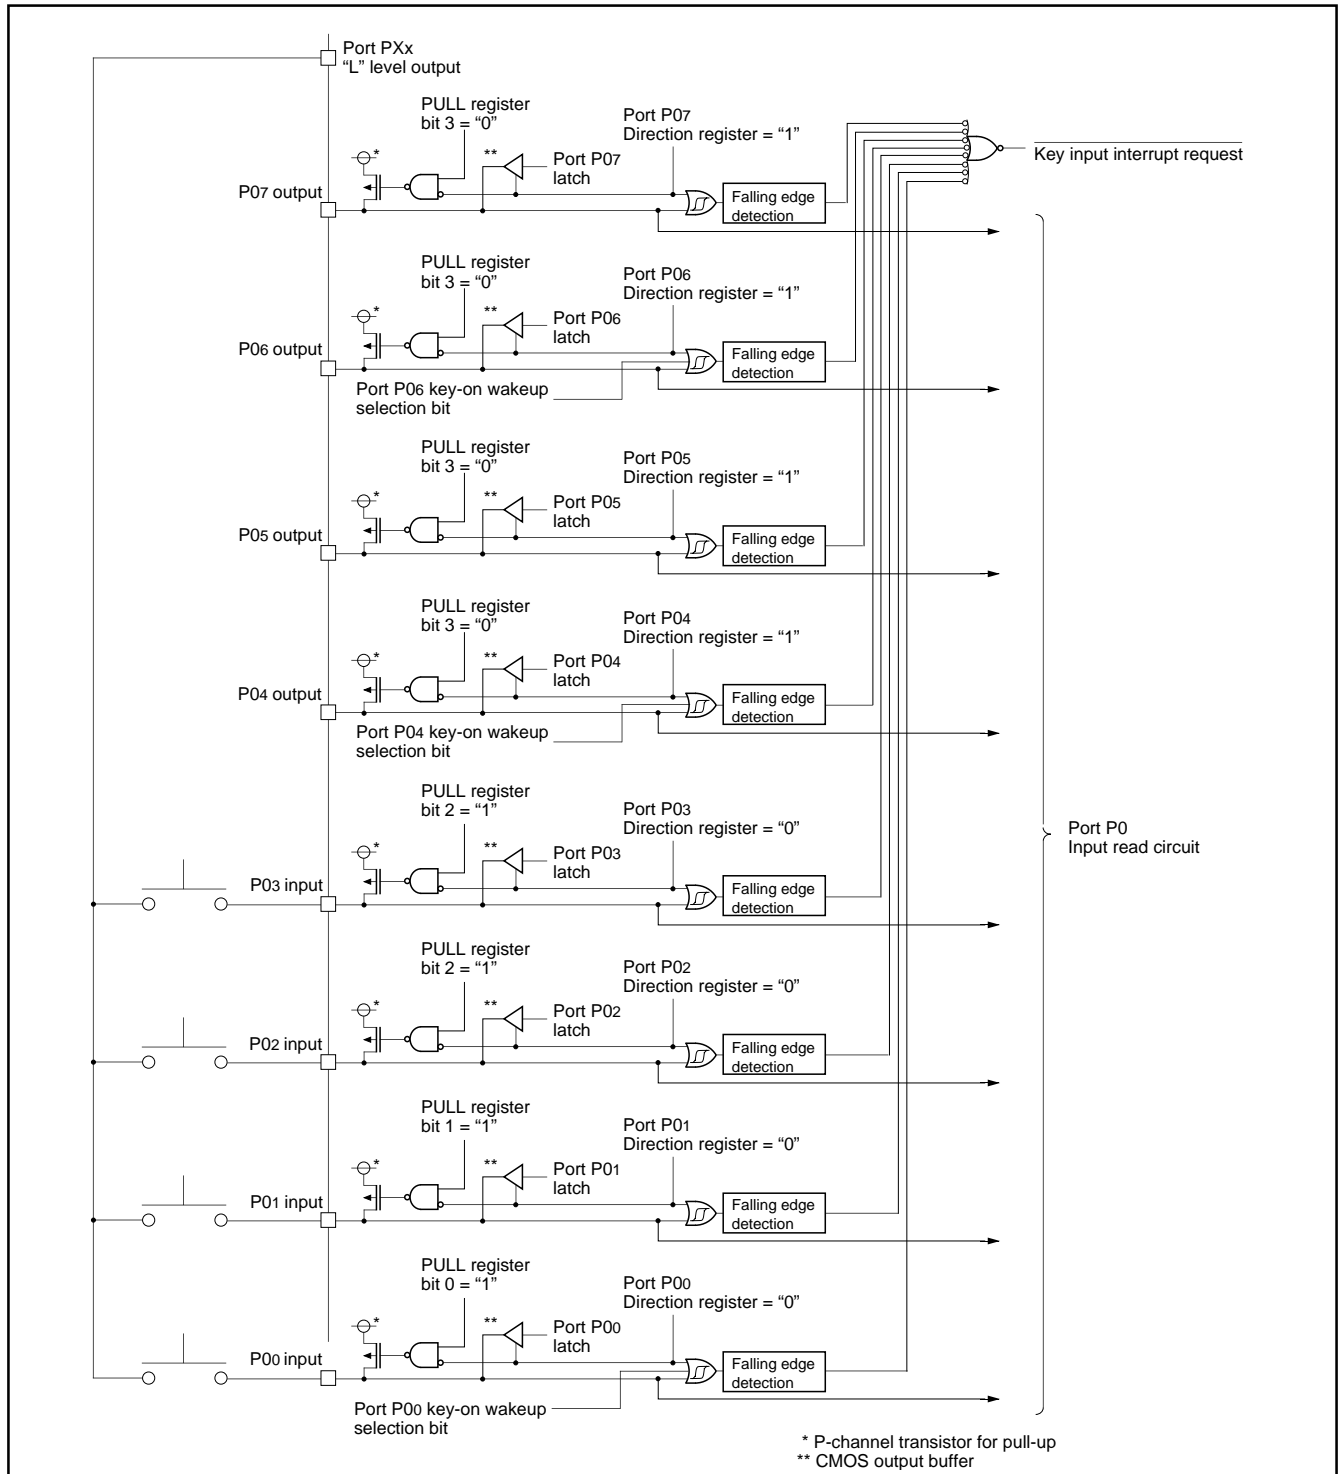 Port PXx
“L” level output
PULL register
bit 3 = “0”
Port P07
Direction register = “1”
*
**
Port P07
latch
Key input interrupt request
P07 output
Falling edge
detection
PULL register
bit 3 = “0”
Port P06
Direction register = “1”
*
**
Port P06
latch
P06 output
Falling edge
detection
Port P06 key-on wakeup
selection bit
PULL register
bit 3 = “0”
Port P05
Direction register = “1”
*
**
Port P05
latch
P05 output
Falling edge
detection
PULL register
bit 3 = “0”
Port P04
Direction register = “1”
*
**
Port P04
latch
P04 output
Falling edge
detection
Port P04 key-on wakeup
selection bit
PULL register
bit 2 = “1”
Port P03
Direction register = “0”
Port P0
Input read circuit
*
**
Port P03
latch
P03 input
Falling edge
detection
PULL register
bit 2 = “1”
Port P02
Direction register = “0”
*
**
Port P02
latch
P02 input
Falling edge
detection
PULL register
bit 1 = “1”
Port P01
Direction register = “0”
*
**
Port P01
latch
P01 input
Falling edge
detection
PULL register
bit 0 = “1”
Port P00
Direction register = “0”
*
**
Port P00
latch
P00 input
Falling edge
detection
Port P00 key-on wakeup
selection bit
* P-channel transistor for pull-up
** CMOS output buffer